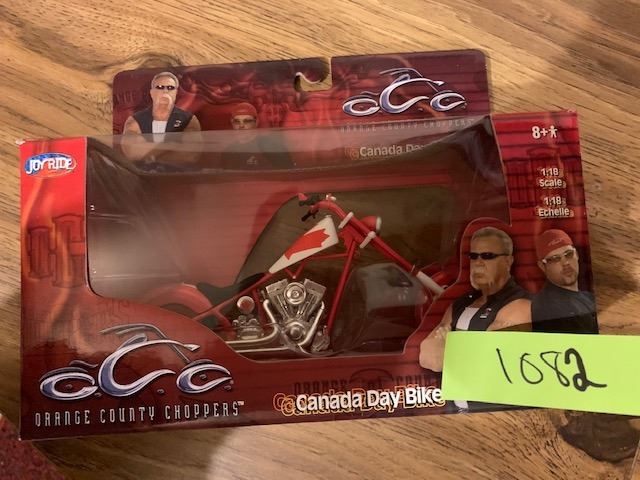 OCC
ORANGE COUNTY CHOPPERS
Canada Day
JOYRIDE
8+
1:18
Scale
1:18
Echelle
OCC
ORANGE COUNTY CHOPPERS™
Canada Day Bike
1082